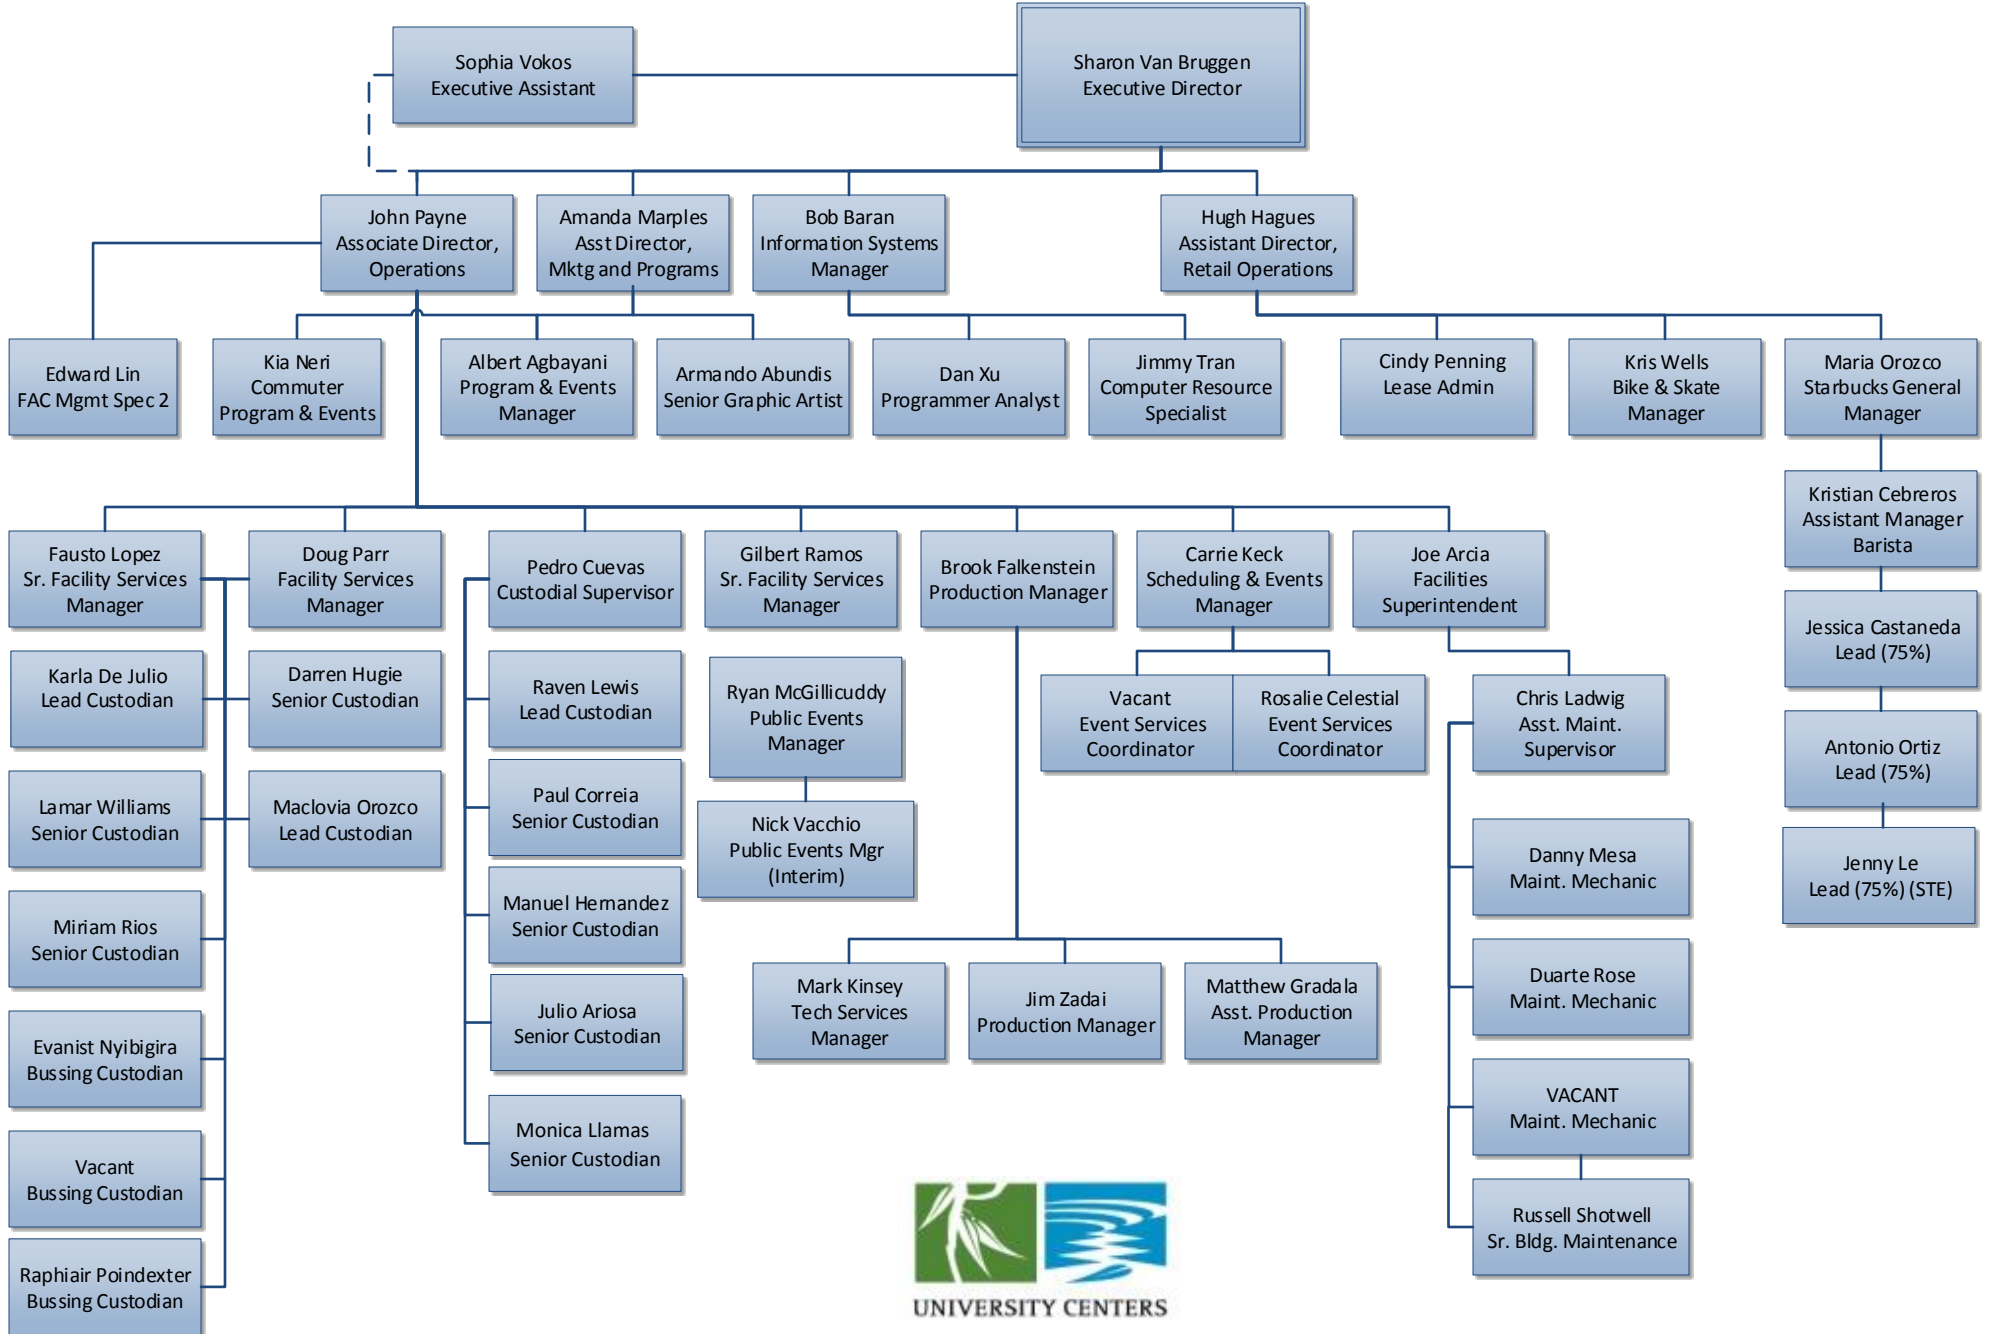 Sophia Vokos
Executive Assistant
Sharon Van Bruggen
Executive Director
John Payne
Associate Director,
Operations
Amanda Marples
Asst Director,
Mktg and Programs
Bob Baran
Information Systems
Manager
Hugh Hagues
Assistant Director,
Retail Operations
Edward Lin
FAC Mgmt Spec 2
Kia Neri
Commuter
Program & Events
Albert Agbayani
Program & Events
Manager
Armando Abundis
Senior Graphic Artist
Dan Xu
Programmer Analyst
Jimmy Tran
Computer Resource
Specialist
Cindy Penning
Lease Admin
Kris Wells
Bike & Skate
Manager
Maria Orozco
Starbucks General
Manager
Kristian Cebreros
Assistant Manager
Barista
Jessica Castaneda
Lead (75%)
Antonio Ortiz
Lead (75%)
Jenny Le
Lead (75%) (STE)
Fausto Lopez
Sr. Facility Services
Manager
Doug Parr
Facility Services
Manager
Pedro Cuevas
Custodial Supervisor
Gilbert Ramos
Sr. Facility Services
Manager
Brook Falkenstein
Production Manager
Carrie Keck
Scheduling & Events
Manager
Joe Arcia
Facilities
Superintendent
Karla De Julio
Lead Custodian
Darren Hugie
Senior Custodian
Raven Lewis
Lead Custodian
Ryan McGillicuddy
Public Events
Manager
Vacant
Event Services
Coordinator
Rosalie Celestial
Event Services
Coordinator
Chris Ladwig
Asst. Maint.
Supervisor
Lamar Williams
Senior Custodian
Maclovia Orozco
Lead Custodian
Paul Correia
Senior Custodian
Nick Vacchio
Public Events Mgr
(Interim)
Danny Mesa
Maint. Mechanic
Miriam Rios
Senior Custodian
Manuel Hernandez
Senior Custodian
Mark Kinsey
Tech Services
Manager
Jim Zadai
Production Manager
Matthew Gradala
Asst. Production
Manager
Duarte Rose
Maint. Mechanic
Evanist Nyibigira
Bussing Custodian
Julio Ariosa
Senior Custodian
VACANT
Maint. Mechanic
Vacant
Bussing Custodian
Monica Llamas
Senior Custodian
Russell Shotwell
Sr. Bldg. Maintenance
Raphiair Poindexter
Bussing Custodian
UNIVERSITY CENTERS